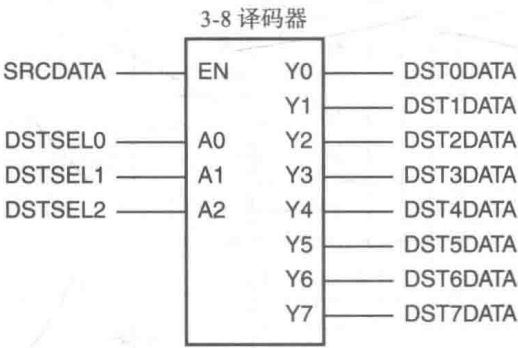 3-8 译码器
SRCDATA EN Y0 DST0DATA
Y1 DST1DATA
DSTSEL0 A0 Y2 DST2DATA
DSTSEL1 A1 Y3 DST3DATA
DSTSEL2 A2 Y4 DST4DATA
Y5 DST5DATA
Y6 DST6DATA
Y7 DST7DATA